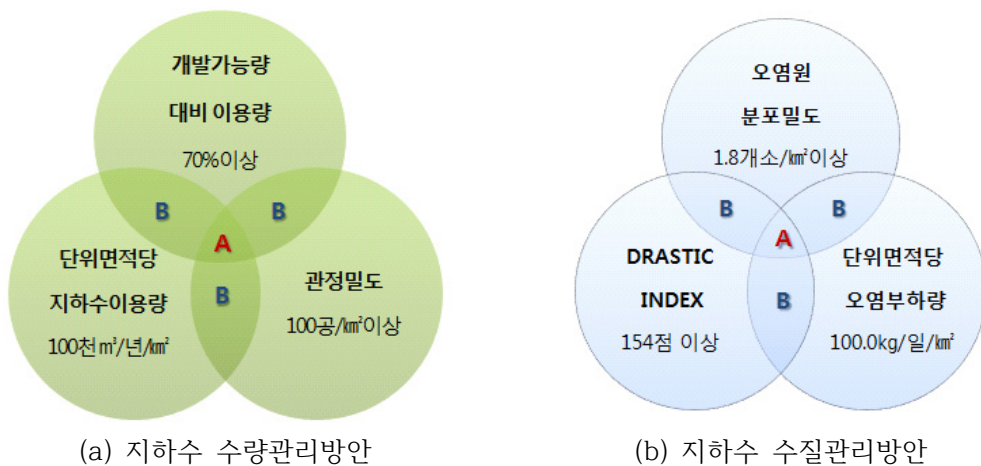 개발가능량
대비 이용량
70%이상
B
B
A
단위면적당
지하수이용량
100천㎥/년/㎢
B
관정밀도
100공/㎢이상
(a) 지하수 수량관리방안
오염원
분포밀도
1.8개소/㎢이상
B
B
A
DRASTIC
INDEX
154점 이상
B
단위면적당
오염부하량
100.0kg/일/㎢
(b) 지하수 수질관리방안